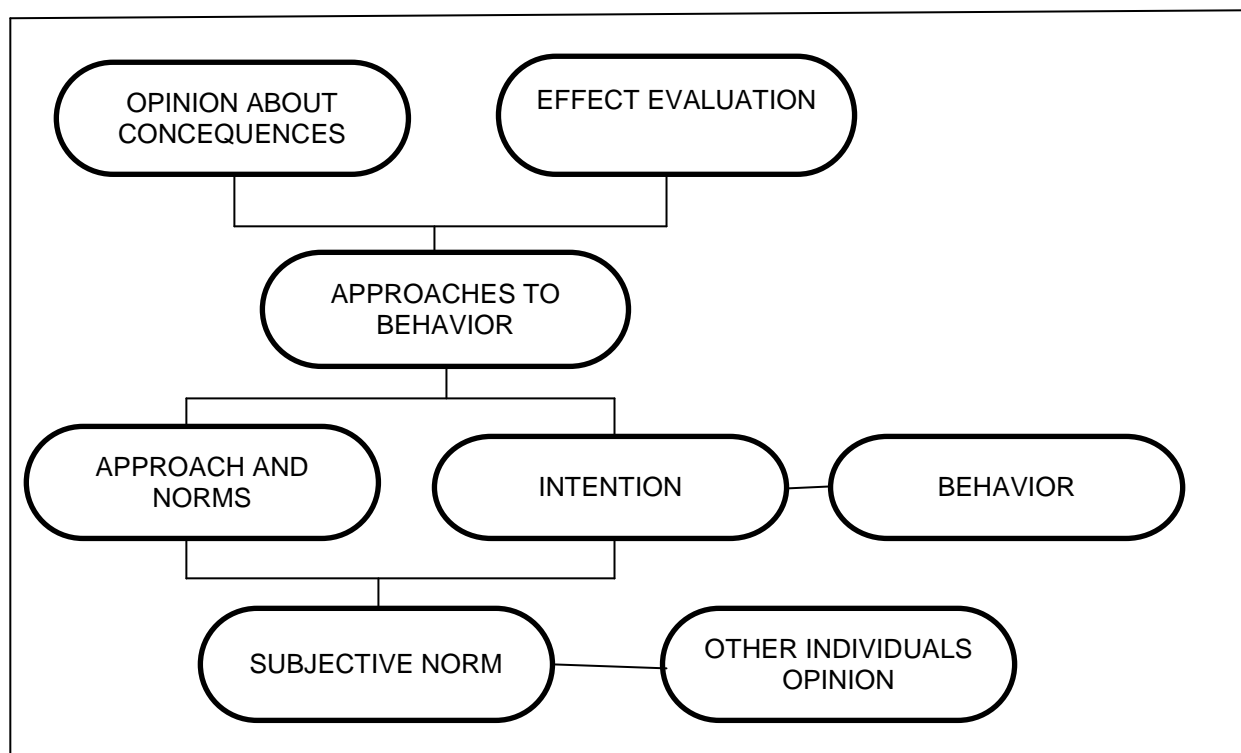 OPINION ABOUT
CONCEQUENCES
EFFECT EVALUATION
APPROACHES TO
BEHAVIOR
APPROACH AND
NORMS
INTENTION
BEHAVIOR
SUBJECTIVE NORM
OTHER INDIVIDUALS
OPINION